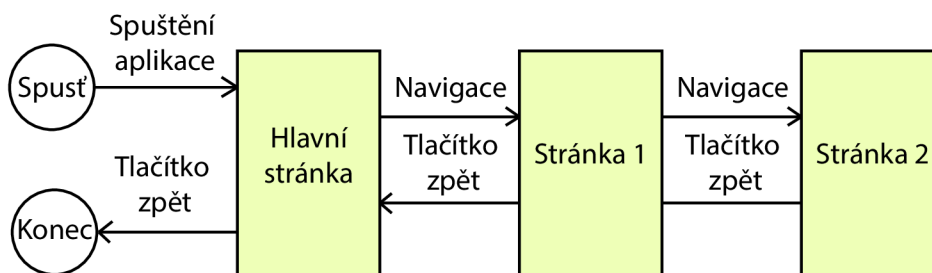 Spuštění
aplikace
Spusť
Navigace
Navigace
Hlavní
stránka
Tlačítko
zpět
Stránka 1
Tlačítko
zpět
Stránka 2
Tlačítko
zpět
Konec